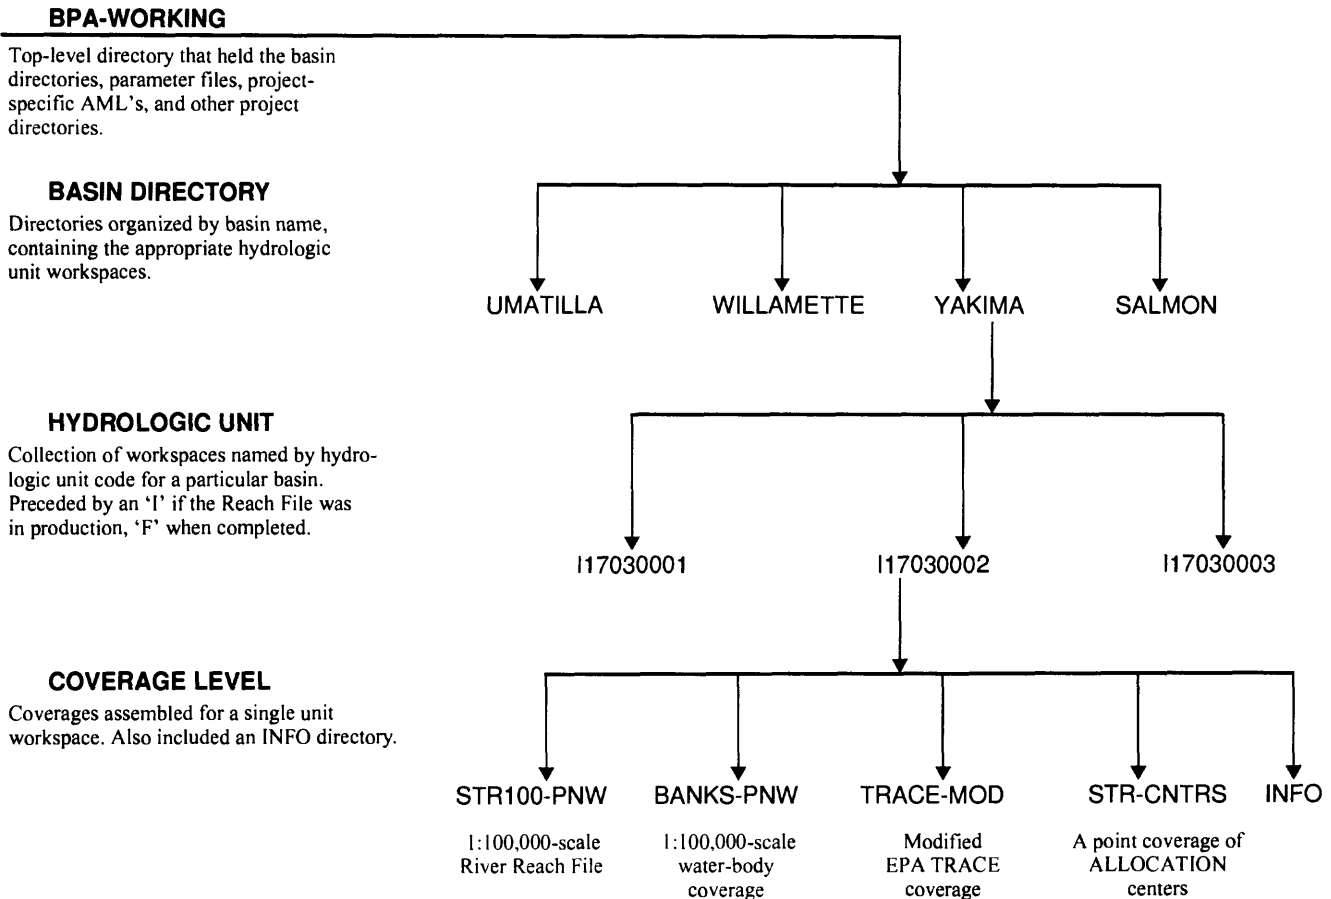 BPA-WORKING
Top-level directory that held the basin
directories, parameter files, project-
specific AML's, and other project
directories.
BASIN DIRECTORY
Directories organized by basin name,
containing the appropriate hydrologic
unit workspaces.
UMATILLA WILLAMETTE YAKIMA SALMON
HYDROLOGIC UNIT
Collection of workspaces named by hydro-
logic unit code for a particular basin.
Preceded by an ‘I’ if the Reach File was
in production, ‘F’ when completed.
I17030001 I17030002 I17030003
COVERAGE LEVEL
Coverages assembled for a single unit
workspace. Also included an INFO directory.
STR100-PNW BANKS-PNW TRACE-MOD STR-CNTRS INFO
1:100,000-scale
River Reach File
1:100,000-scale
water-body
coverage
Modified
EPA TRACE
coverage
A point coverage of
ALLOCATION
centers